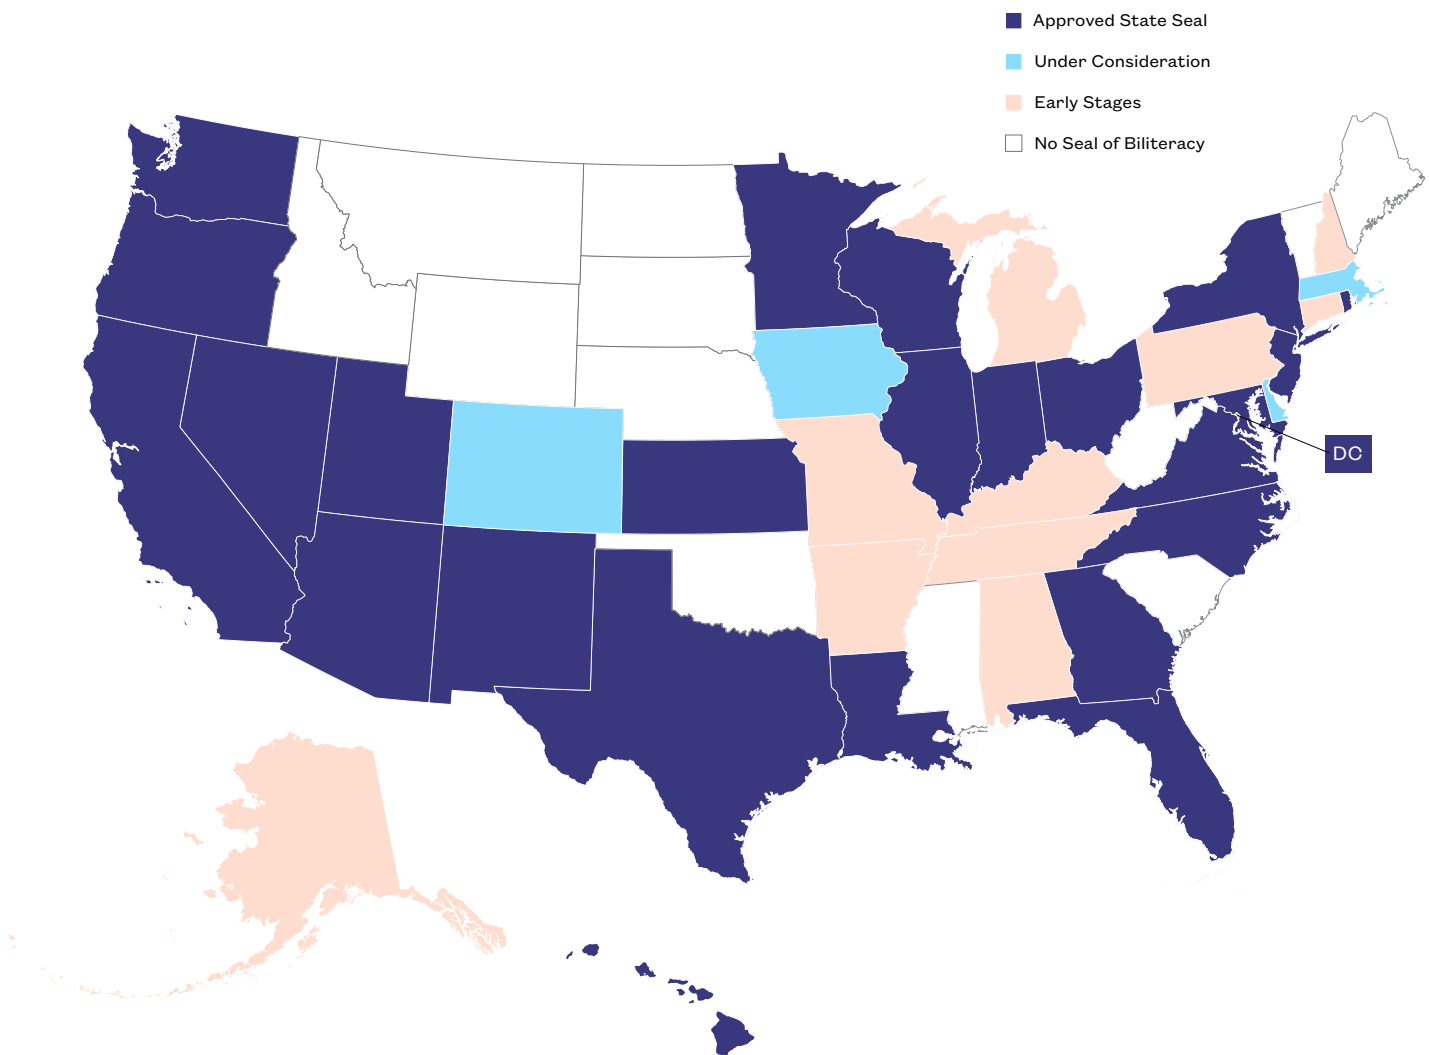 Approved State Seal
Under Consideration
Early Stages
No Seal of Biliteracy
DC